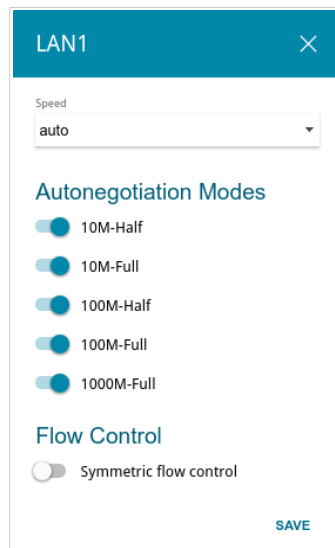 LAN1
Speed
auto
Autonegotiation Modes
10M-Half
10M-Full
100M-Half
100M-Full
1000M-Full
Flow Control
Symmetric flow control
SAVE